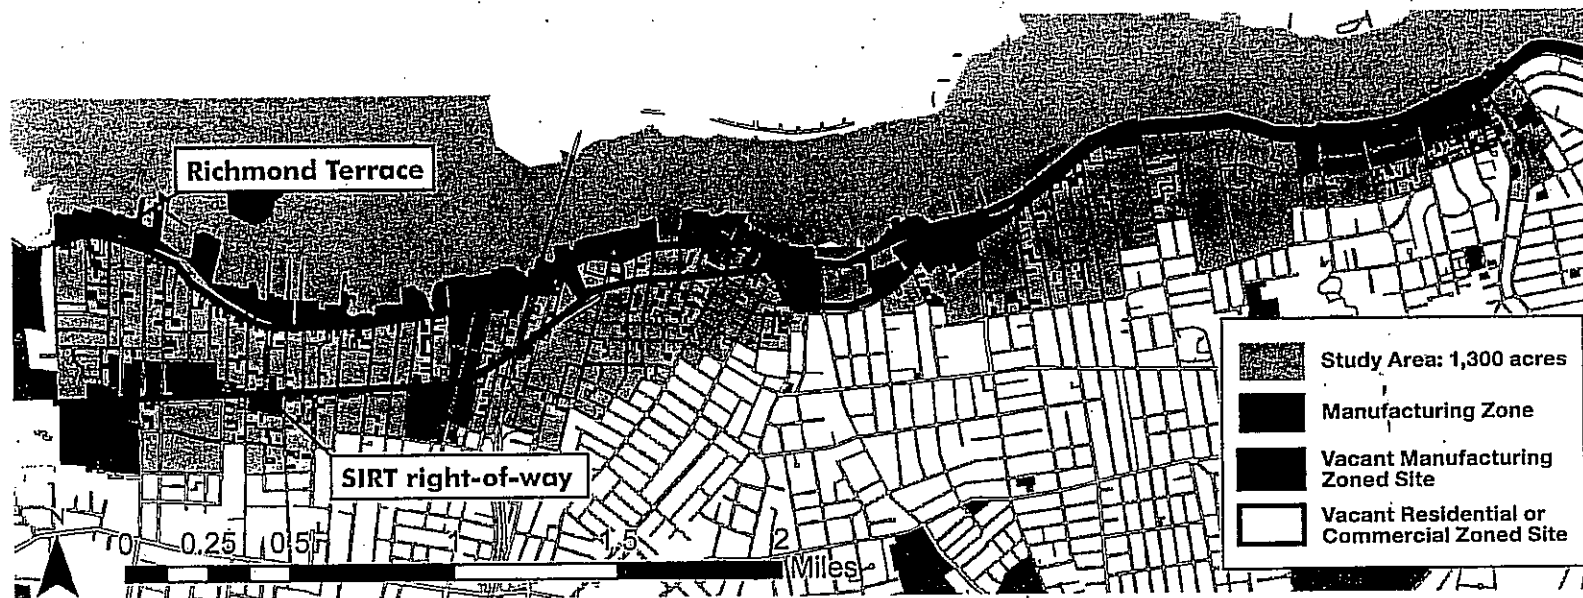 Richmond Terrace
SIRT right-of-way
0 0.25 0.5 1 1.5 2
Miles
Study Area: 1,300 acres
Manufacturing Zone
Vacant Manufacturing
Zoned Site
Vacant Residential or
Commercial Zoned Site